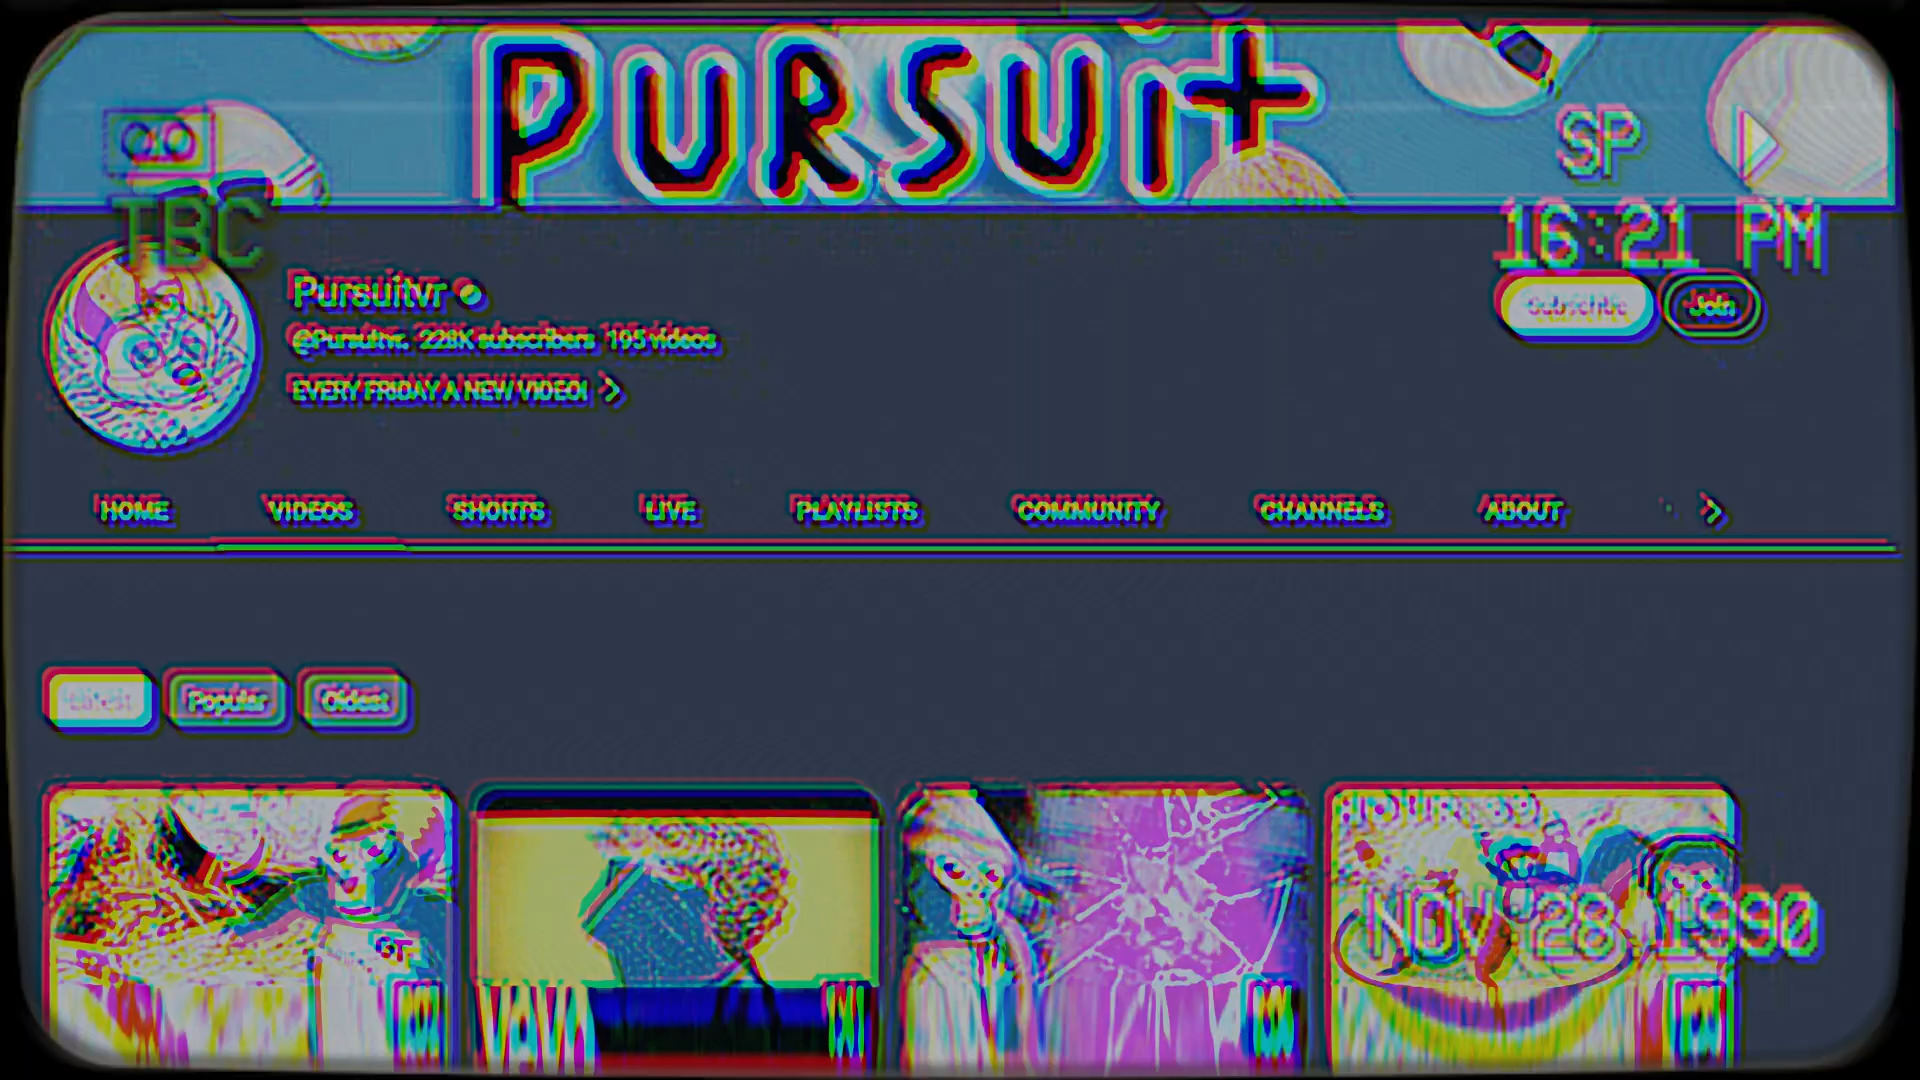 PURSUit
SP
TBC
16:21 PM
Pursuitvr
Subscribe
Join
@Pursuitvr. 228K subscribers 195 videos
EVERY FRIDAY A NEW VIDEO!
HOME VIDEOS SHORTS LIVE PLAYLISTS COMMUNITY CHANNELS ABOUT
Latest Popular Oldest
GT
NOV 28 1990